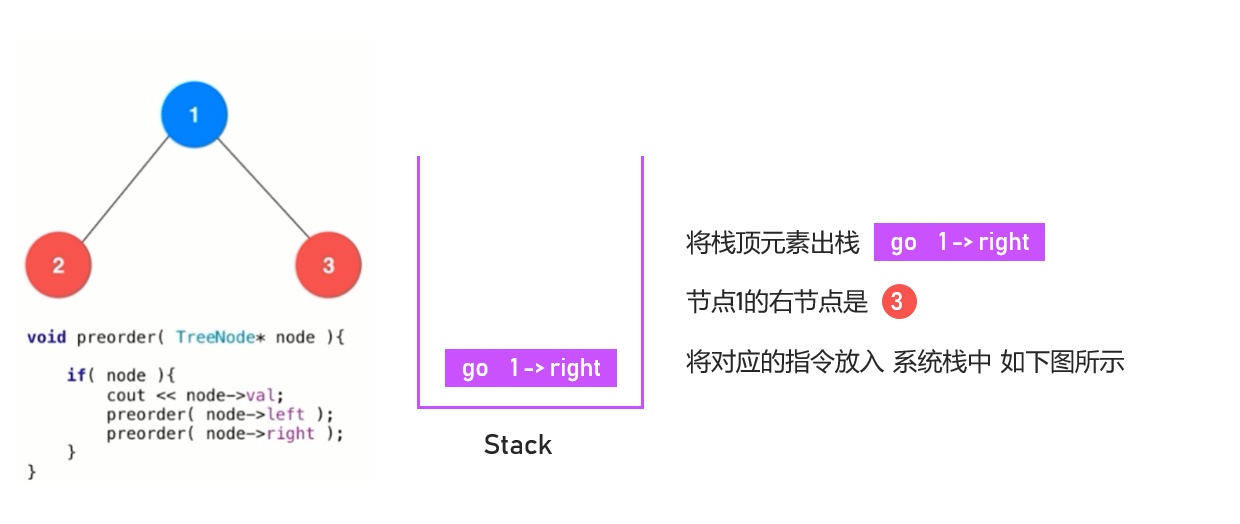 1
2
3
void preorder( TreeNode* node ){
if( node ){
cout << node->val;
preorder( node->left );
preorder( node->right );
}
}
go 1 -> right
Stack
将栈顶元素出栈 go 1 -> right
节点1的右节点是 3
将对应的指令放入 系统栈中 如下图所示